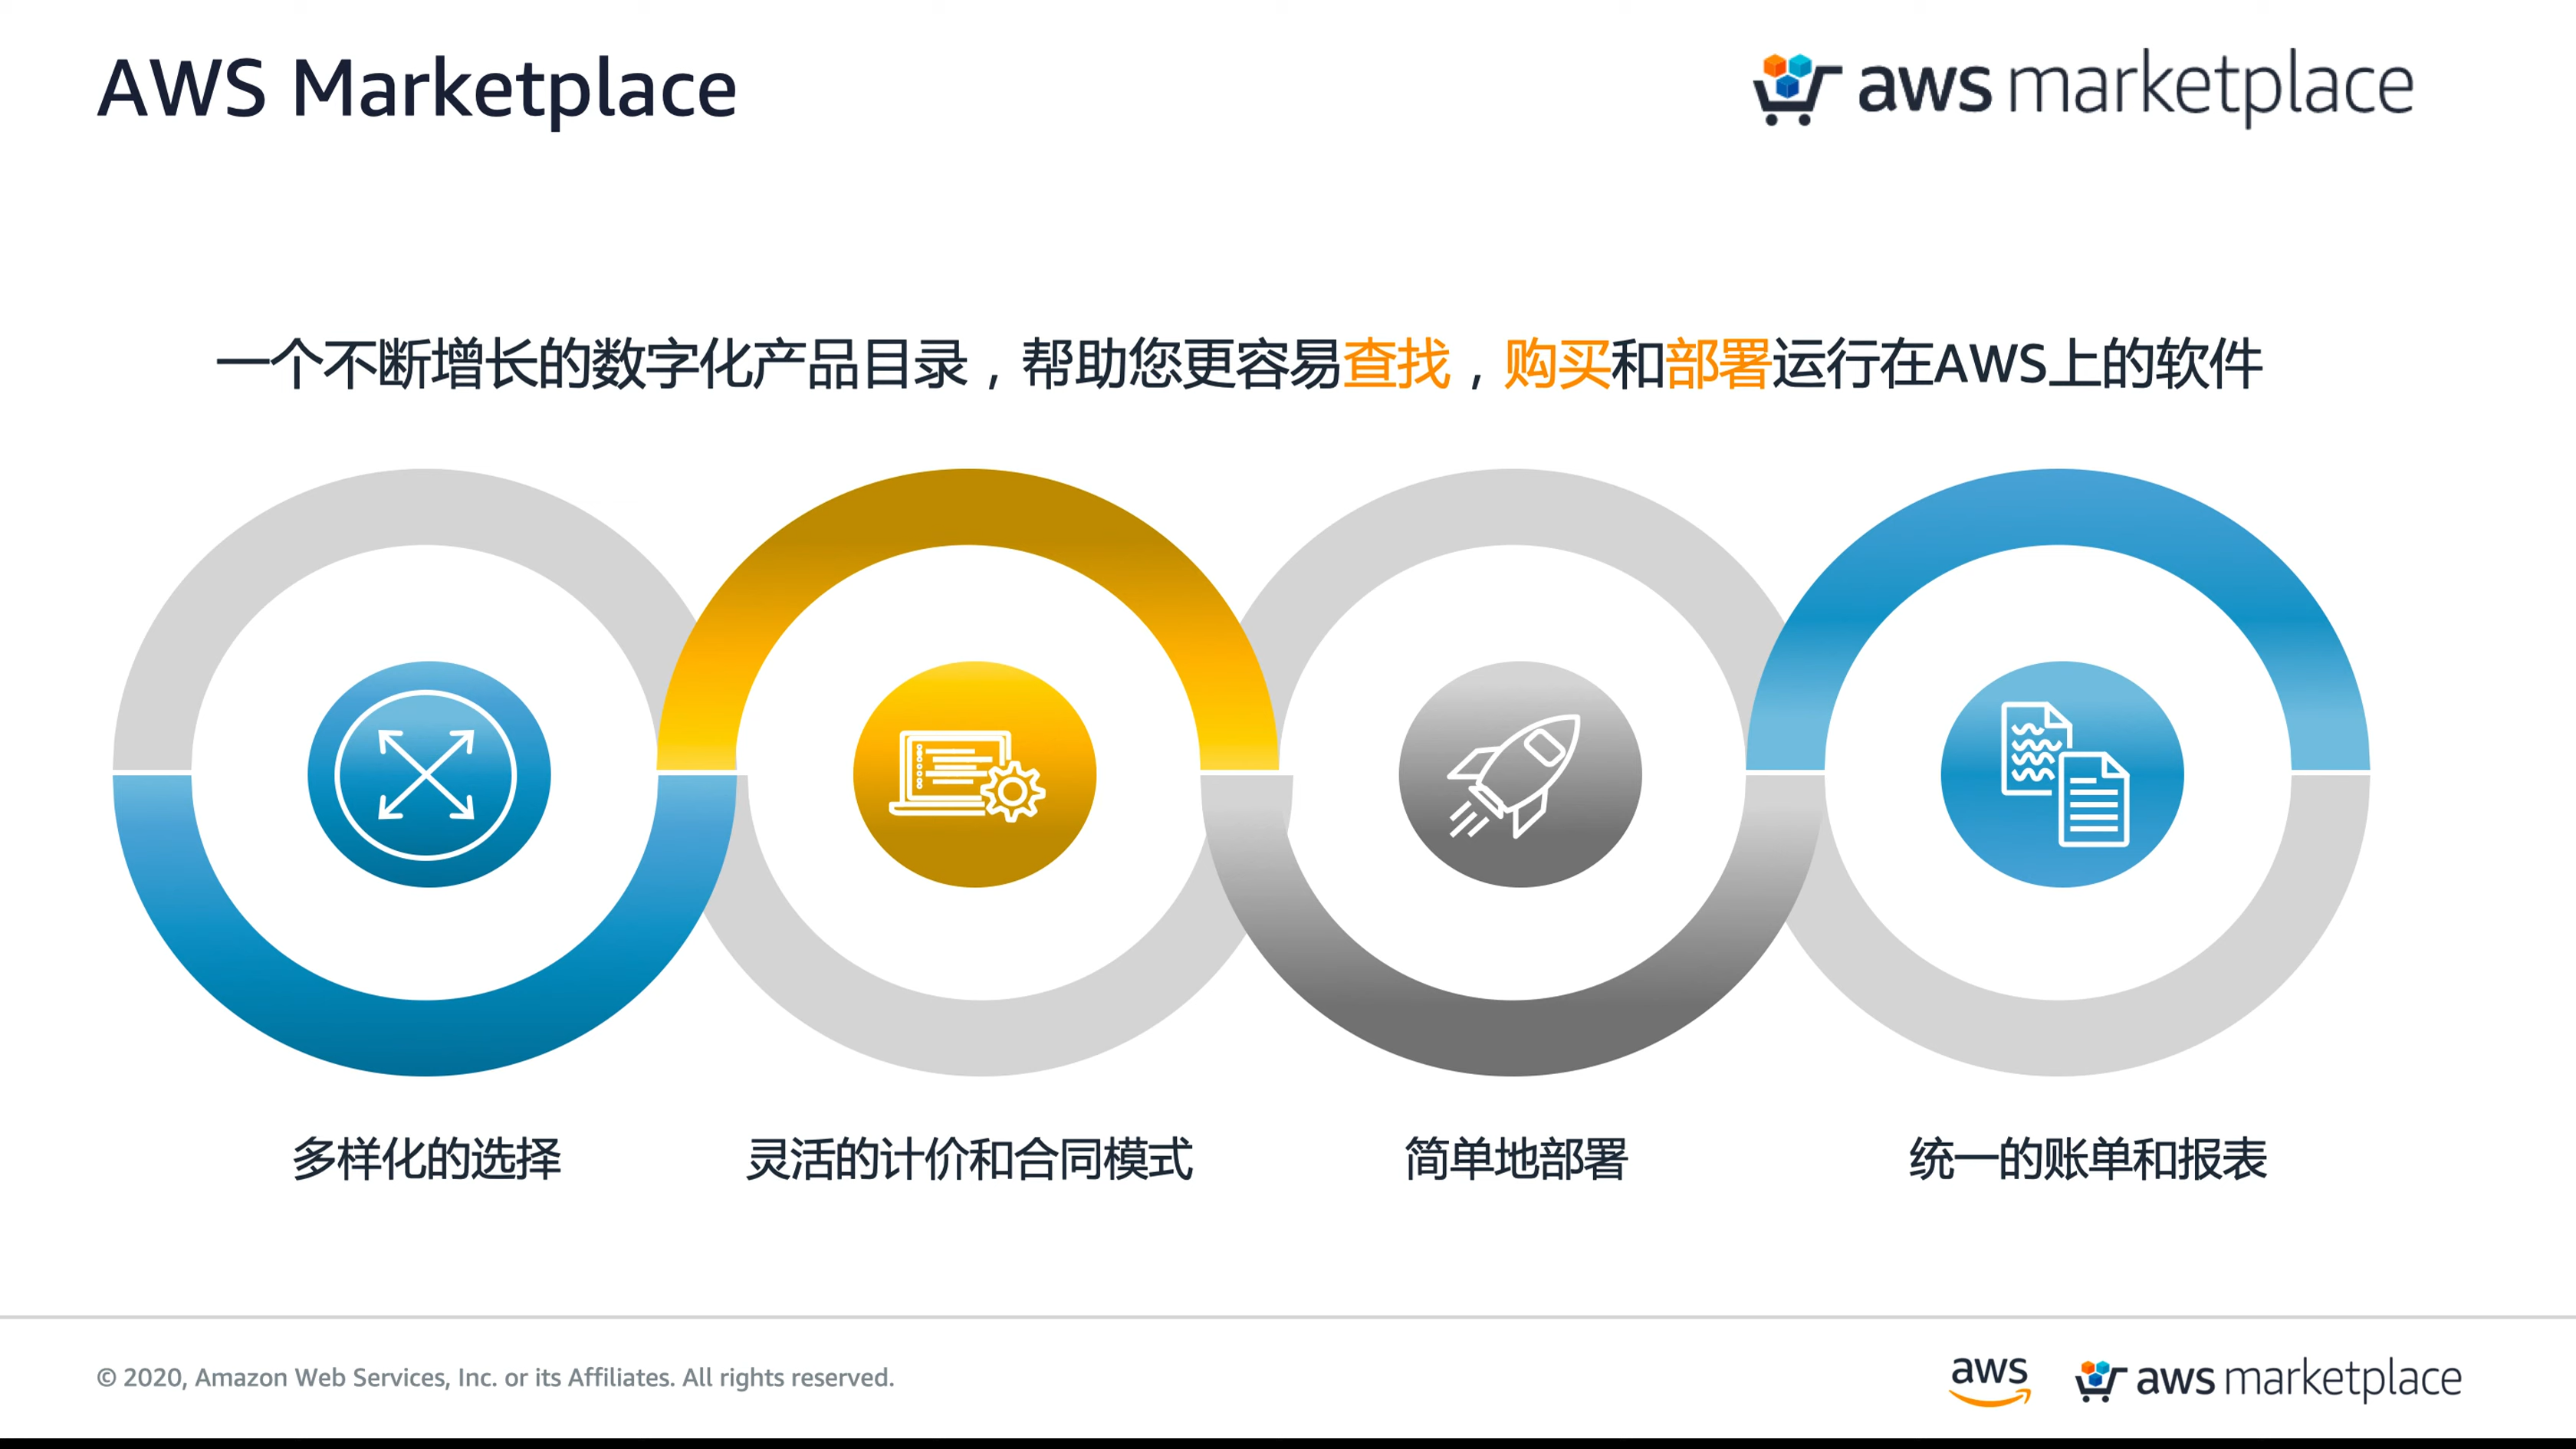 AWS Marketplace
aws marketplace
一个不断增长的数字化产品目录，帮助您更容易查找，购买和部署运行在AWS上的软件
多样化的选择
灵活的计价和合同模式
简单地部署
统一的账单和报表
© 2020, Amazon Web Services, Inc. or its Affiliates. All rights reserved.
aws
aws marketplace